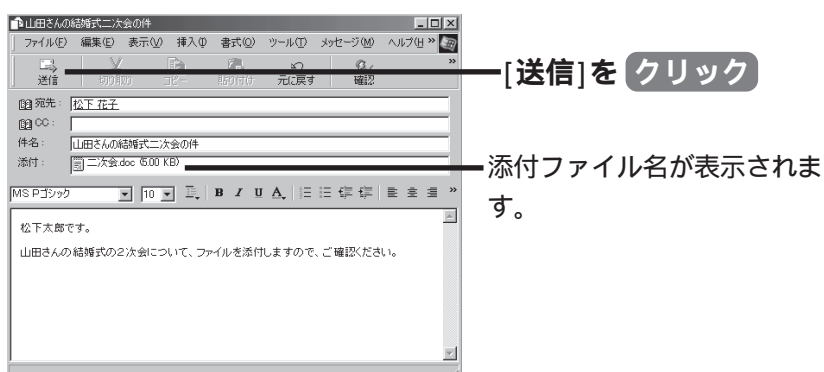 山田さんの結婚式二次会の件
ファイル(F) 編集(E) 表示(V) 挿入(I) 書式(O) ツール(T) メッセージ(M) ヘルプ(H »
送信 切り取り コピー 貼り付け 元に戻す 確認 »
[送信]を クリック
宛先： 松下 花子
CC：
件名： 山田さんの結婚式二次会の件
添付： 二次会.doc (5.00 KB)
添付ファイル名が表示されま
す。
MS Pゴシック 10 B I U A »
松下太郎です。
山田さんの結婚式の2次会について、ファイルを添付しますので、ご確認ください。